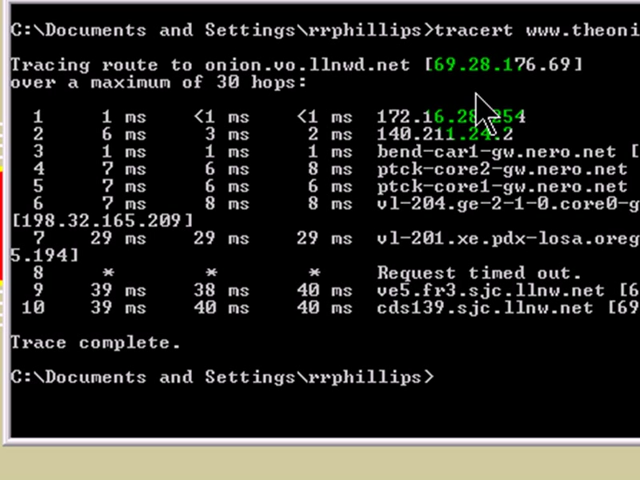 C:\Documents and Settings\rrphillips>tracert www.theoni
Tracing route to onion.vo.llnwd.net [69.28.176.69]
over a maximum of 30 hops:
1 1 ms <1 ms <1 ms 172.16.28.254
2 6 ms 3 ms 2 ms 140.211.24.2
3 1 ms 1 ms 1 ms bend-car1-gw.nero.net [
4 7 ms 6 ms 8 ms ptck-core2-gw.nero.net
5 7 ms 6 ms 6 ms ptck-core1-gw.nero.net
6 7 ms 8 ms 8 ms vl-204.ge-2-1-0.core0-g
[198.32.165.209]
7 29 ms 29 ms 29 ms vl-201.xe.pdx-losa.oreg
5.194]
8 * * * Request timed out.
9 39 ms 38 ms 40 ms ve5.fr3.sjc.llnw.net [6
10 39 ms 40 ms 40 ms cds139.sjc.llnw.net [69
Trace complete.
C:\Documents and Settings\rrphillips>